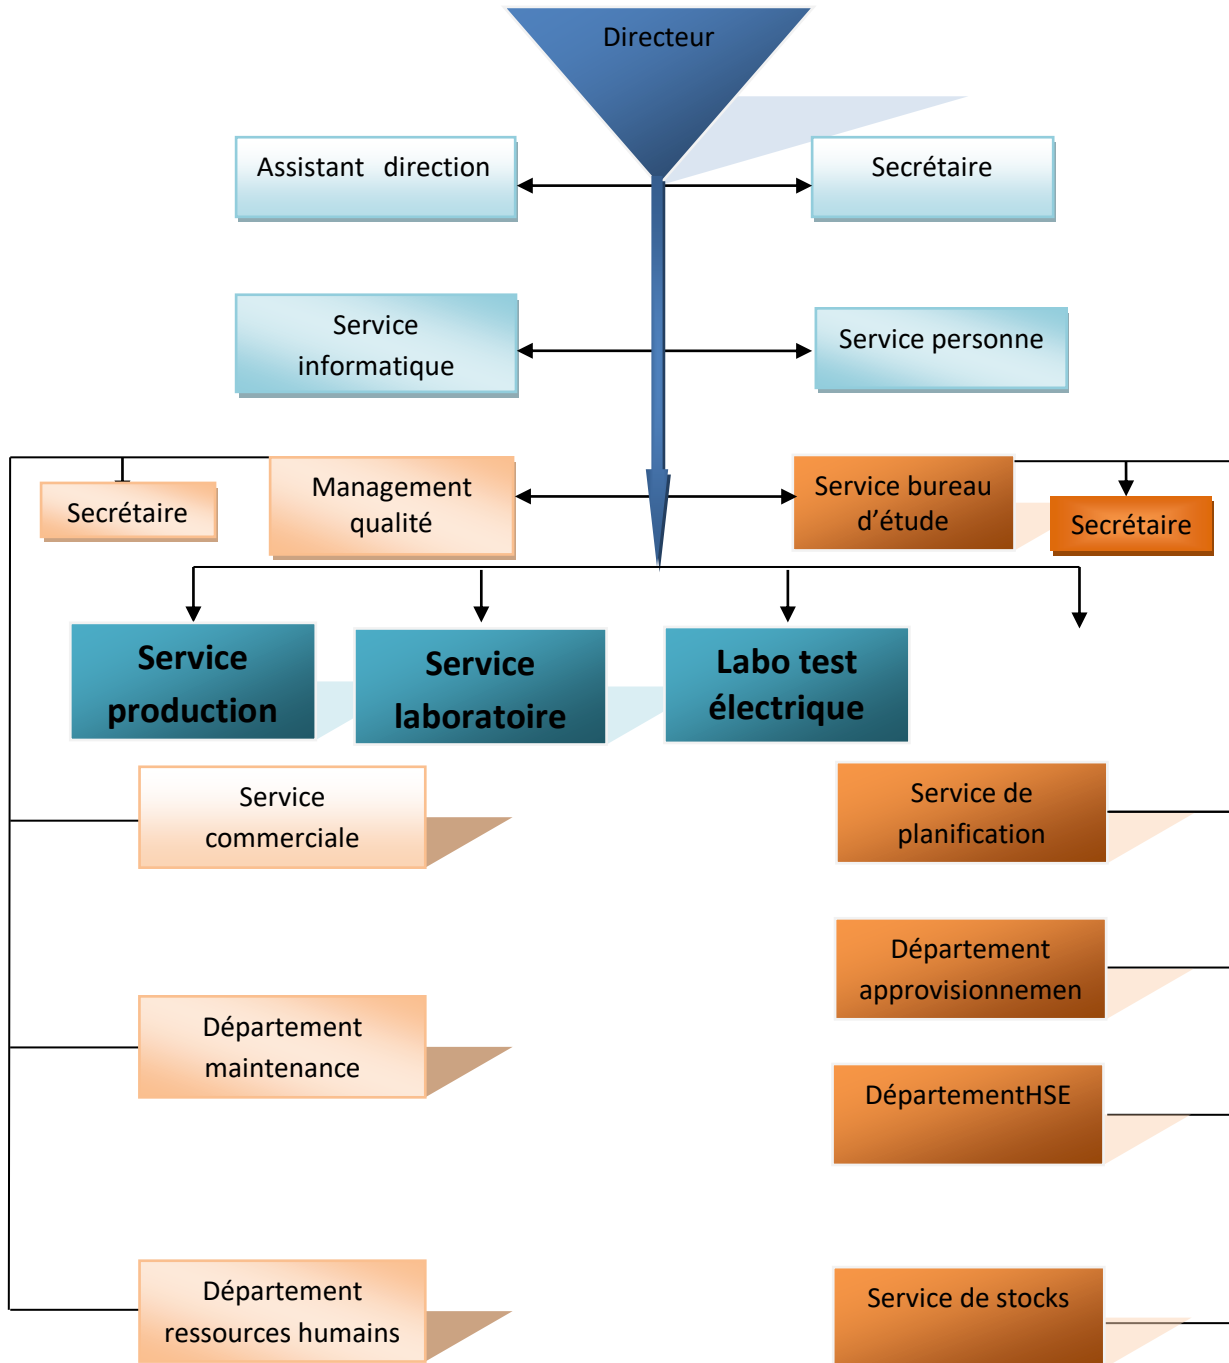 Directeur
Assistant direction
Secrétaire
Service
informatique
Service personne
Secrétaire
Management
qualité
Service bureau
d’étude
Secrétaire
Service
production
Service
laboratoire
Labo test
électrique
Service
commerciale
Service de
planification
Département
approvisionnemen
Département
maintenance
DépartementHSE
Département
ressources humains
Service de stocks